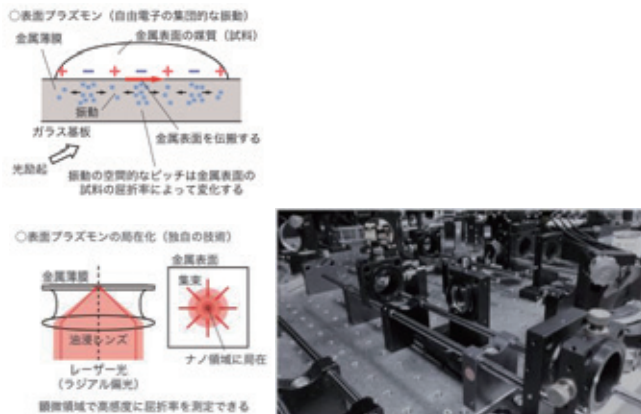 ○表面プラズモン（自由電子の集団的な振動）
金属表面の媒質（試料）
金属薄膜
+ − + − + − +
振動
ガラス基板
金属表面を伝搬する
光励起
振動の空間的なピッチは金属表面の
試料の屈折率によって変化する
○表面プラズモンの局在化（独自の技術）
金属表面
金属薄膜
集束
油浸レンズ
ナノ領域に局在
レーザー光
（ラジアル偏光）
顕微領域で高感度に屈折率を測定できる